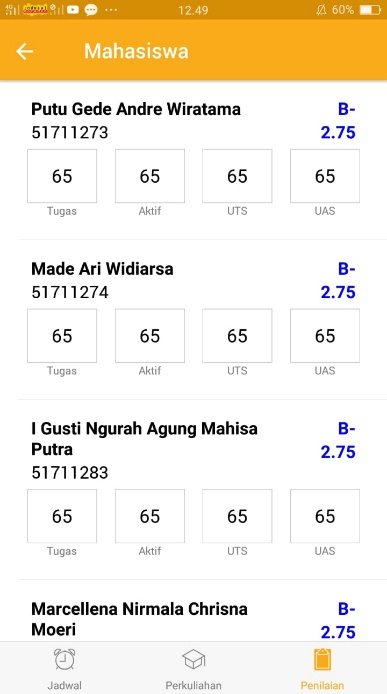 12.49
60%
Mahasiswa
Putu Gede Andre Wiratama B-
51711273 2.75
65 65 65 65
Tugas Aktif UTS UAS
Made Ari Widiarsa B-
51711274 2.75
65 65 65 65
Tugas Aktif UTS UAS
I Gusti Ngurah Agung Mahisa B-
Putra 2.75
51711283
65 65 65 65
Tugas Aktif UTS UAS
Marcellena Nirmala Chrisna B-
Moeri 2.75
Jadwal Perkuliahan Penilaian